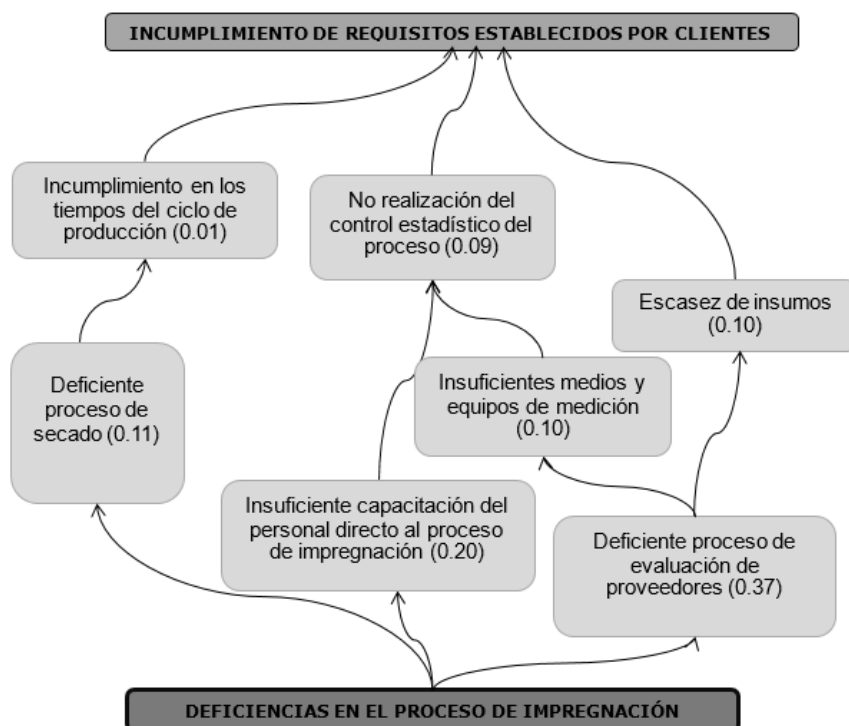 INCUMPLIMIENTO DE REQUISITOS ESTABLECIDOS POR CLIENTES
Incumplimiento en los
tiempos del ciclo de
producción (0.01)
No realización del
control estadístico del
proceso (0.09)
Escasez de insumos
(0.10)
Deficiente
proceso de
secado (0.11)
Insuficientes medios y
equipos de medición
(0.10)
Insuficiente capacitación del
personal directo al proceso
de impregnación (0.20)
Deficiente proceso de
evaluación de
proveedores (0.37)
DEFICIENCIAS EN EL PROCESO DE IMPREGNACIÓN